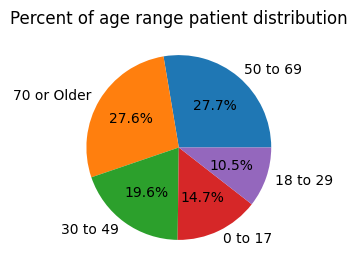 Percent of age range patient distribution
50 to 69
27.7%
70 or Older
27.6%
30 to 49
19.6%
0 to 17
14.7%
18 to 29
10.5%